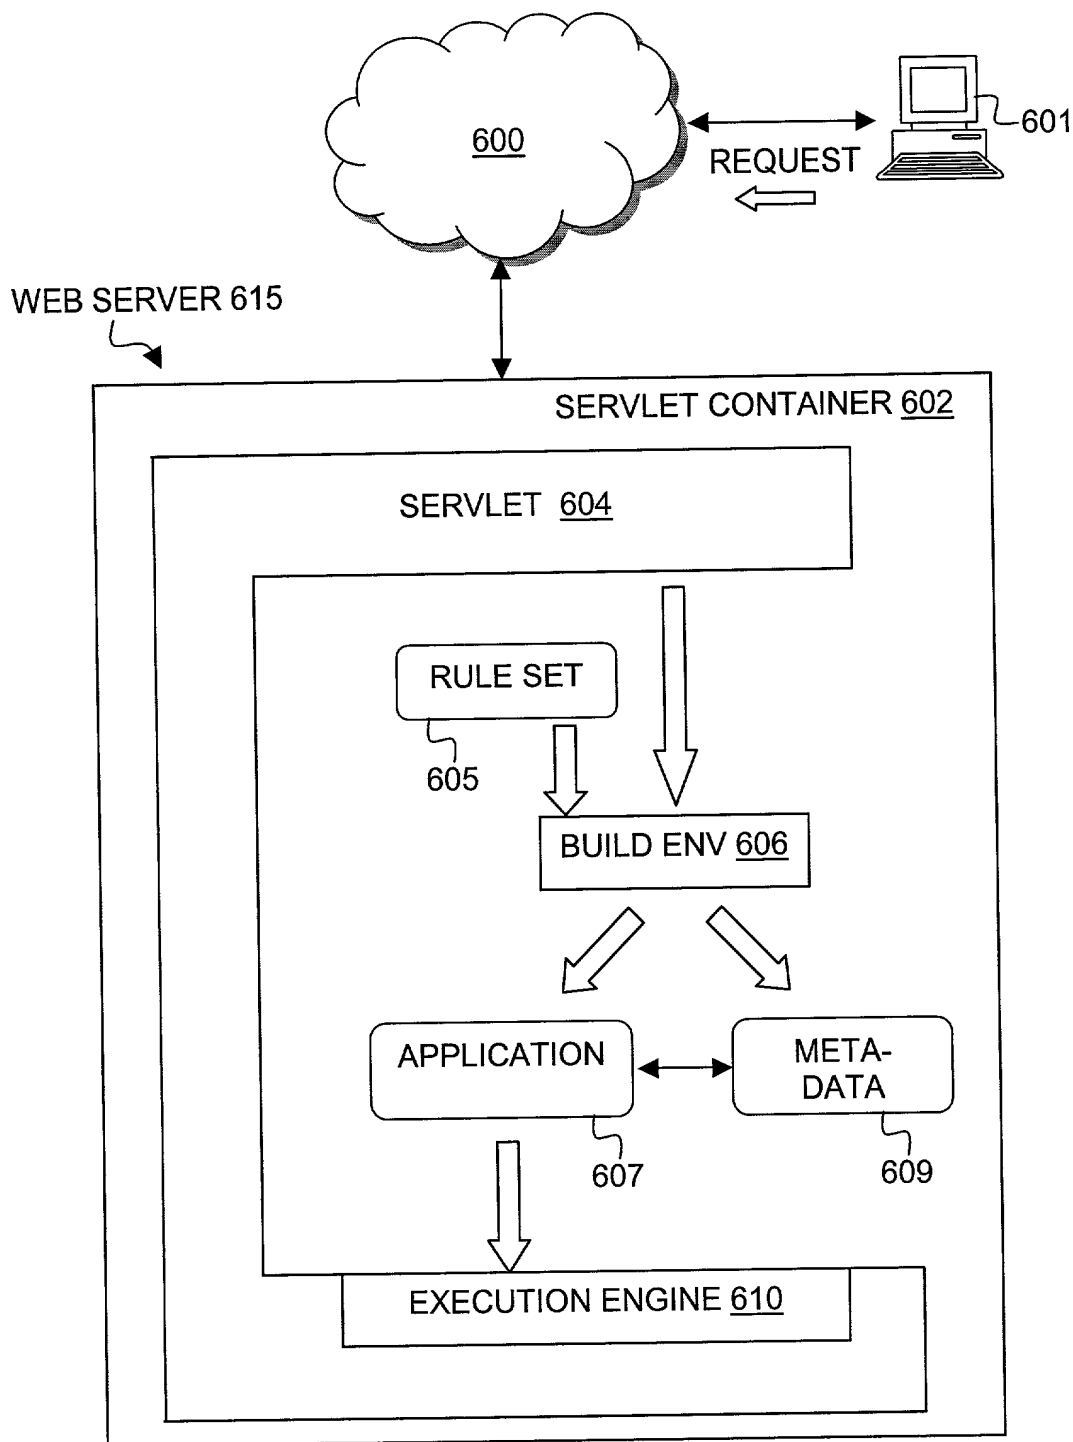 600
601
REQUEST
WEB SERVER 615
SERVLET CONTAINER 602
SERVLET 604
RULE SET
605
BUILD ENV 606
APPLICATION
META-
DATA
607
609
EXECUTION ENGINE 610